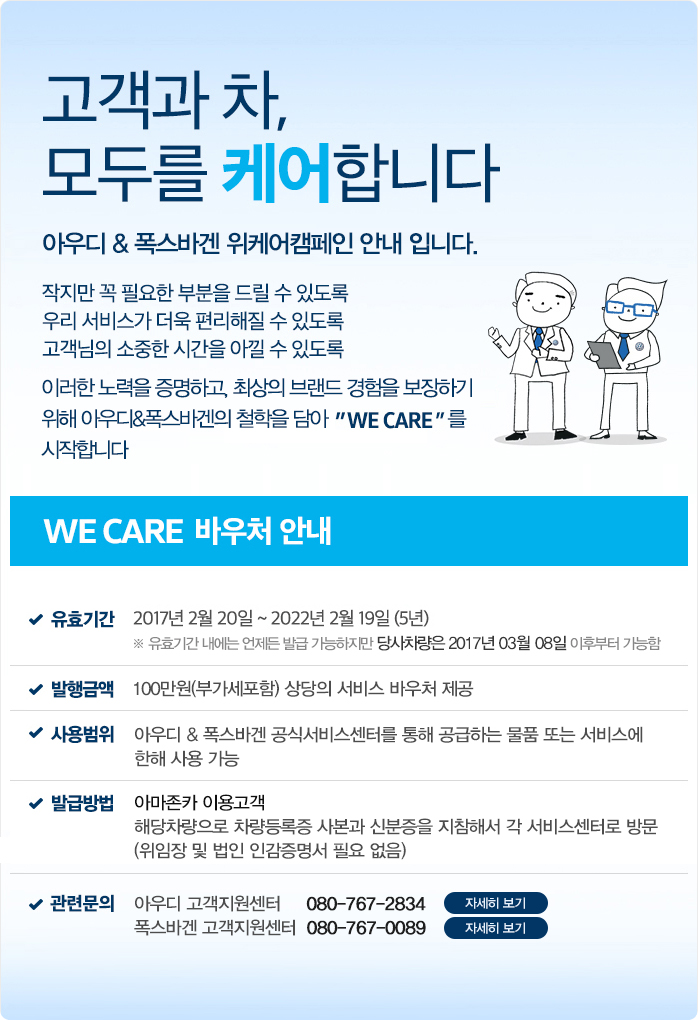 고객과 차,
모두를 케어합니다
아우디 & 폭스바겐 위케어캠페인 안내 입니다.
작지만 꼭 필요한 부분을 드릴 수 있도록
우리 서비스가 더욱 편리해질 수 있도록
고객님의 소중한 시간을 아낄 수 있도록
이러한 노력을 증명하고, 최상의 브랜드 경험을 보장하기
위해 아우디&폭스바겐의 철학을 담아 "WE CARE"를
시작합니다
WE CARE 바우처 안내
유효기간 2017년 2월 20일 ~ 2022년 2월 19일 (5년)
※ 유효기간 내에는 언제든 발급 가능하지만 당사차량은 2017년 03월 08일 이후부터 가능함
발행금액 100만원(부가세포함) 상당의 서비스 바우처 제공
사용범위 아우디 & 폭스바겐 공식서비스센터를 통해 공급하는 물품 또는 서비스에
한해 사용 가능
발급방법 아마존카 이용고객
해당차량으로 차량등록증 사본과 신분증을 지참해서 각 서비스센터로 방문
(위임장 및 법인 인감증명서 필요 없음)
관련문의 아우디 고객지원센터 080-767-2834 자세히 보기
폭스바겐 고객지원센터 080-767-0089 자세히 보기